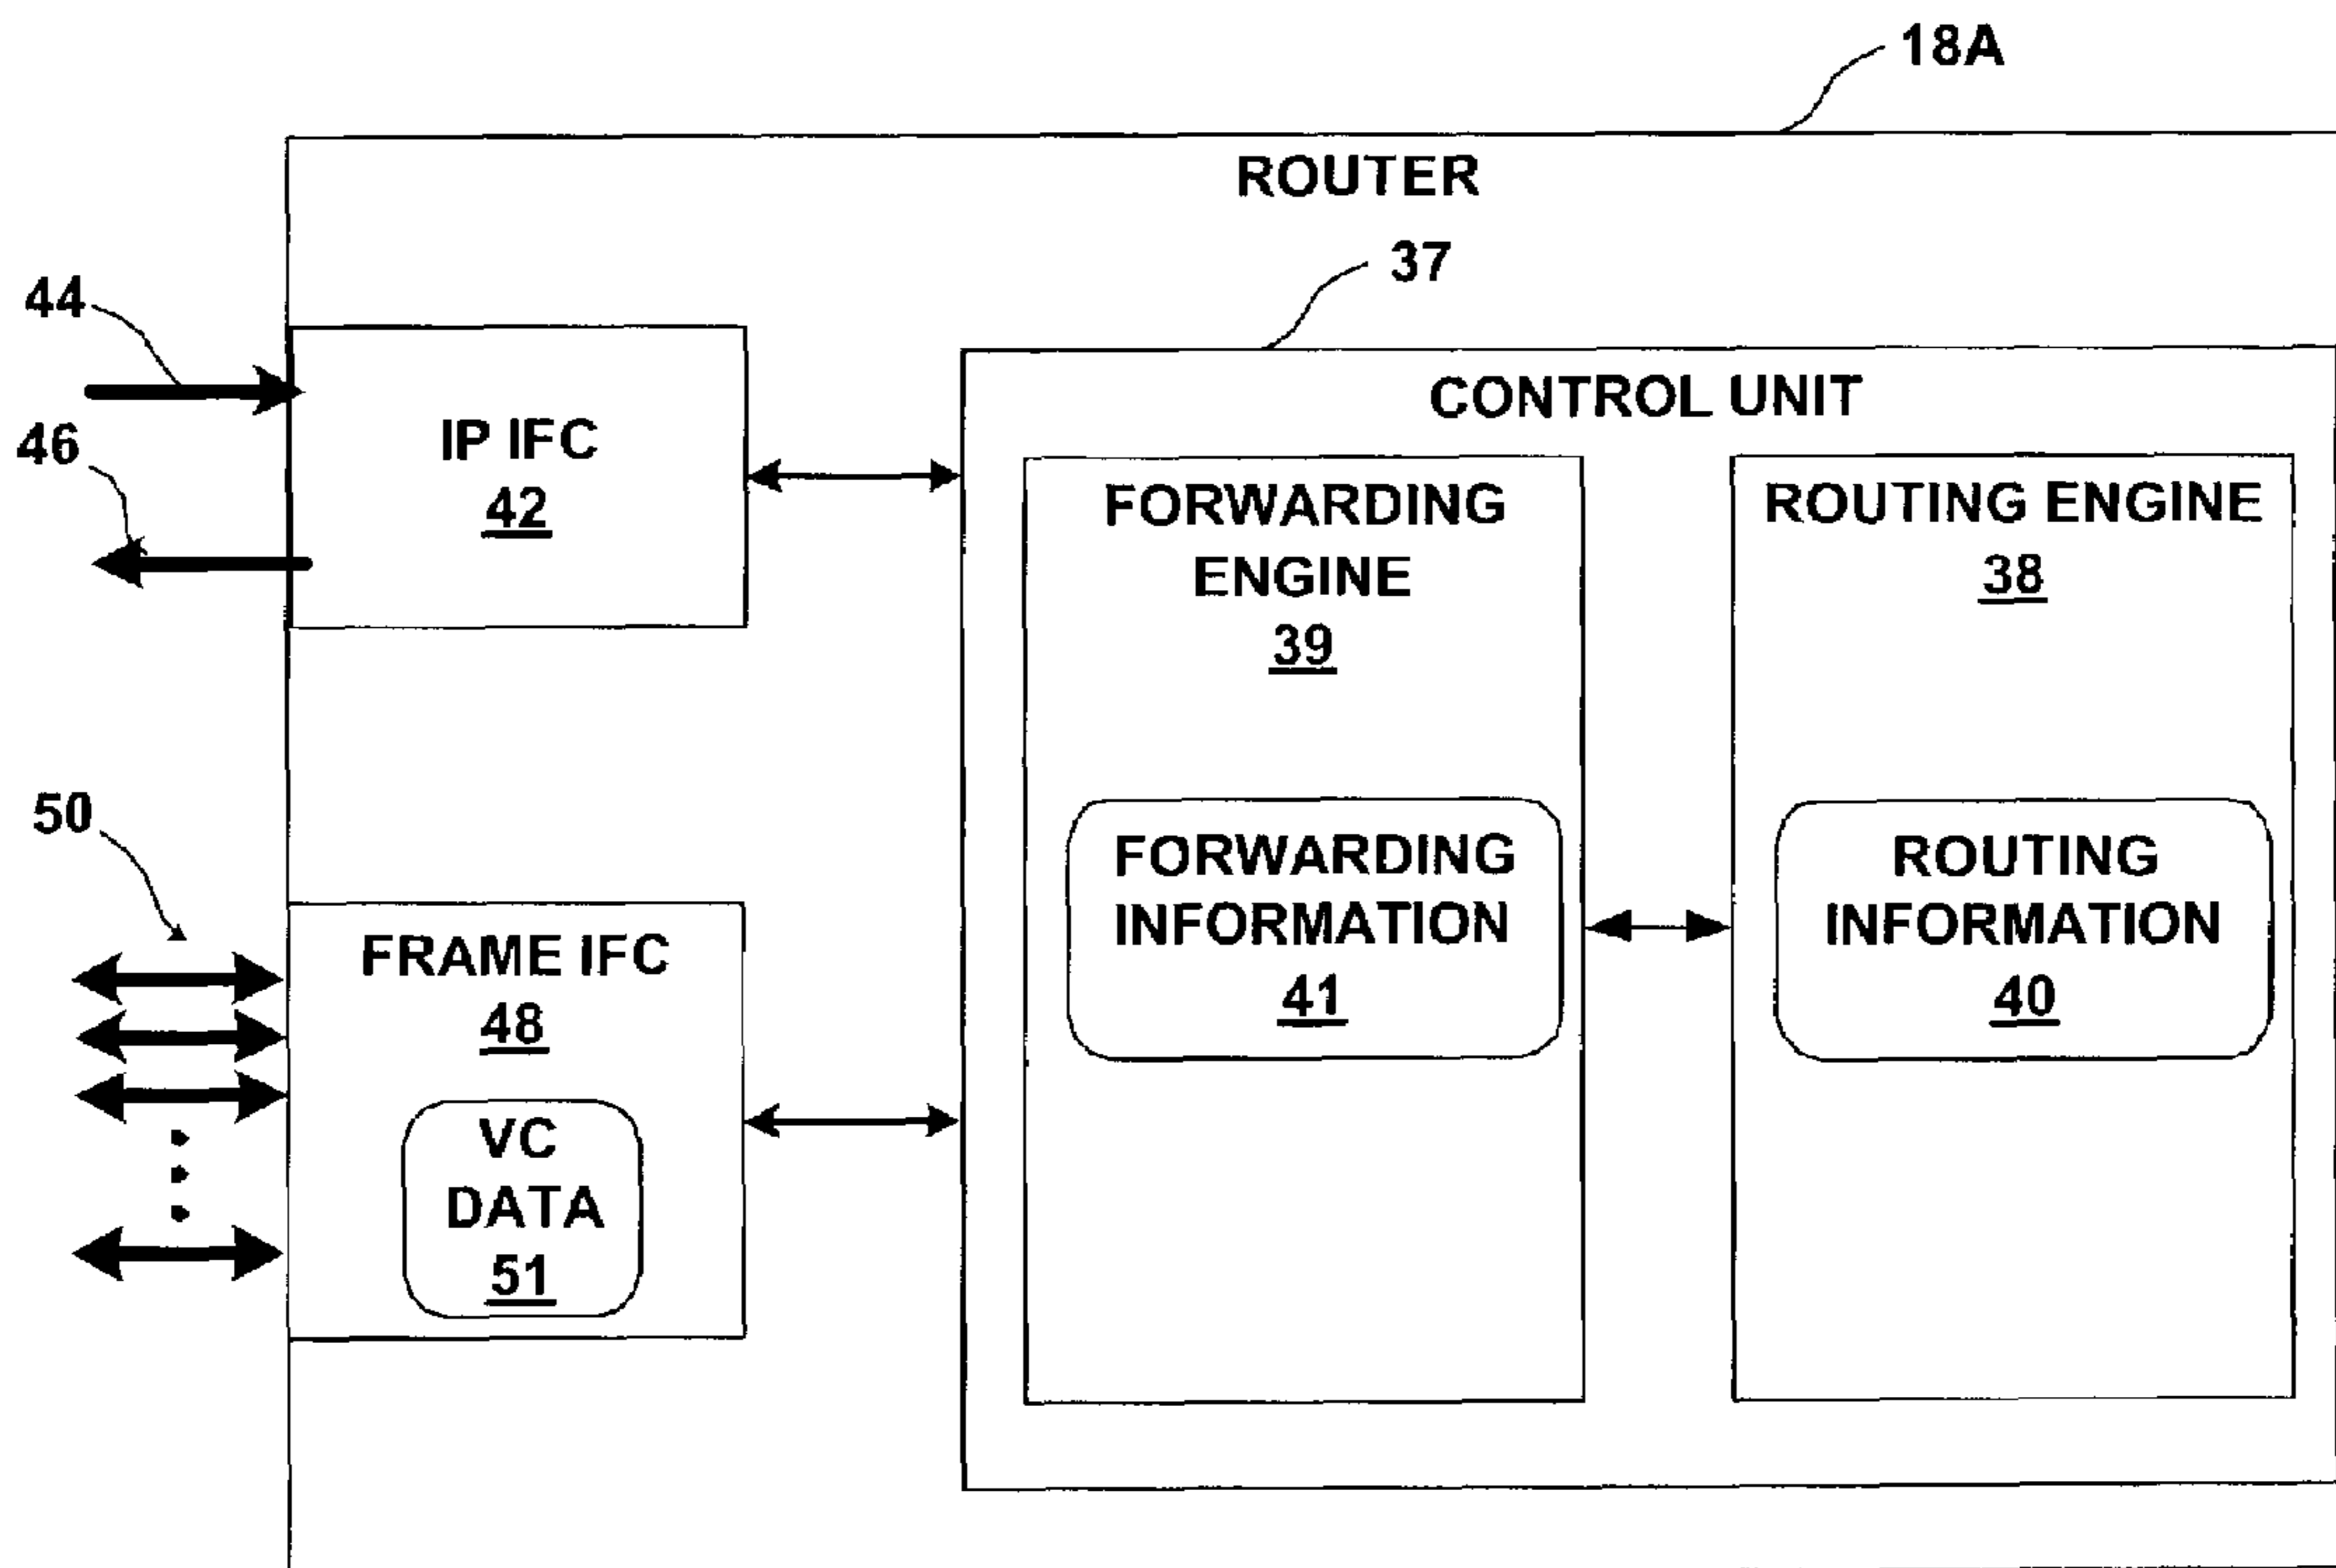 18A
ROUTER
37
44
46
IP IFC
42
CONTROL UNIT
FORWARDING
ENGINE
39
ROUTING ENGINE
38
50
FRAME IFC
48
VC
DATA
51
FORWARDING
INFORMATION
41
ROUTING
INFORMATION
40